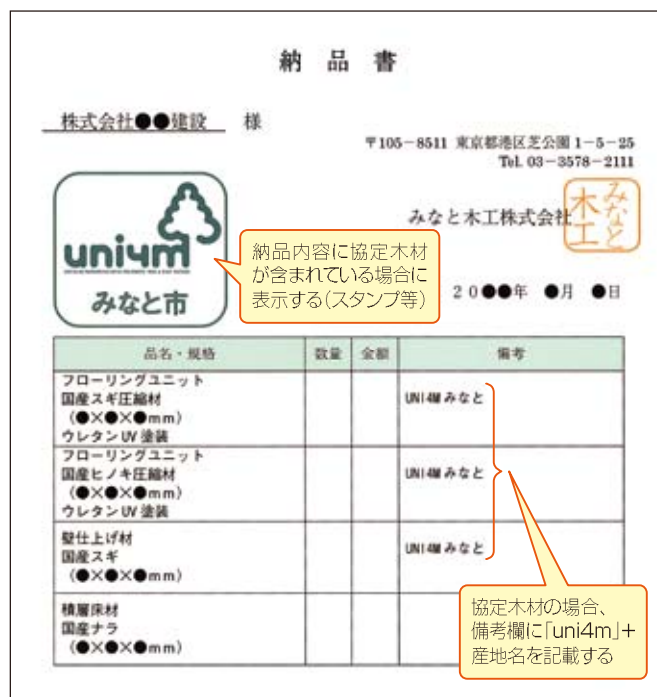 納品書
株式会社●●建設 様
〒105-8511 東京都港区芝公園1-5-25
Tel. 03-3578-2111
uni4m
みなと市
みなと木工株式会社
みなと
木工
納品内容に協定木材
が含まれている場合に
表示する(スタンプ等)
20●●年 ●月 ●日
品名・規格 数量 金額 備考
フローリングユニット
国産スギ圧縮材 UNI4M みなと
(●×●×●mm)
ウレタンUV塗装
フローリングユニット
国産ヒノキ圧縮材 UNI4M みなと
(●×●×●mm)
ウレタンUV塗装
壁仕上げ材
国産スギ UNI4M みなと
(●×●×●mm)
積層床材
国産ナラ
(●×●×●mm)
協定木材の場合、
備考欄に「uni4m」+
産地名を記載する